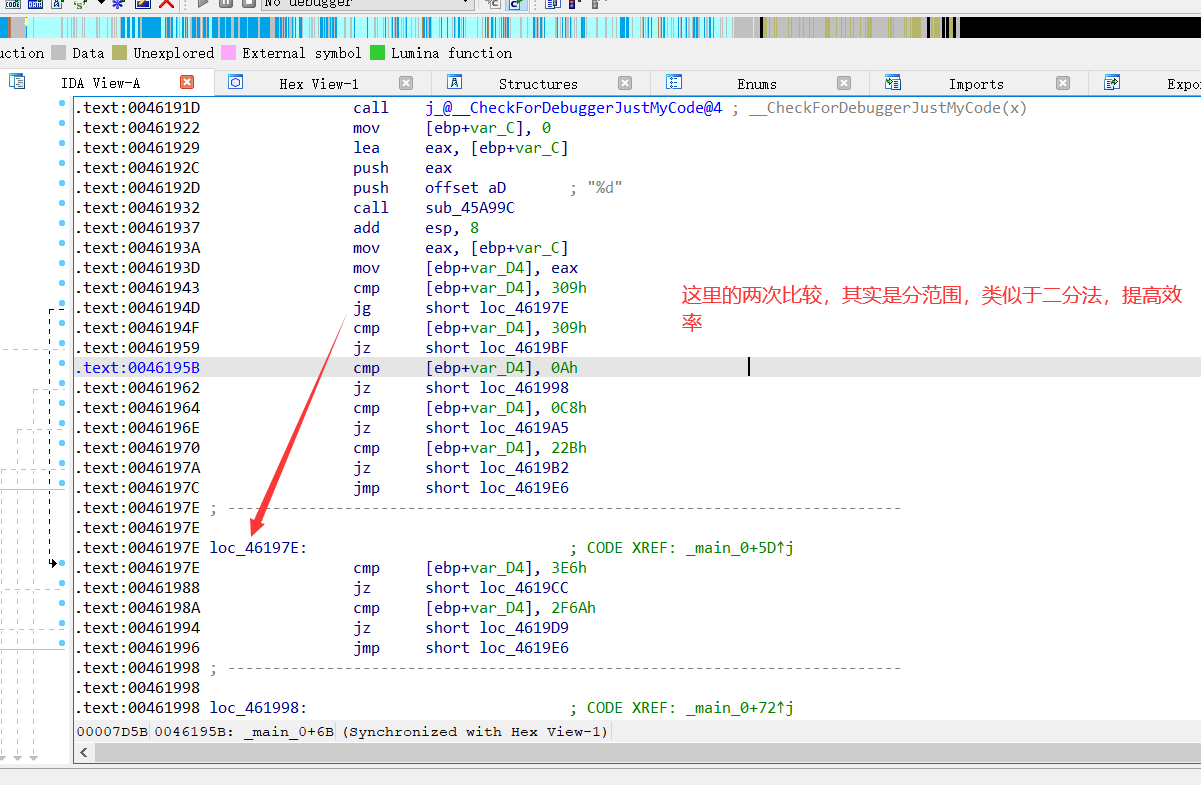 No debugger
uction Data Unexplored External symbol Lumina function
IDA View-A Hex View-1 Structures Enums Imports Expo
.text:0046191D call j_@__CheckForDebuggerJustMyCode@4 ; __CheckForDebuggerJustMyCode(x)
.text:00461922 mov [ebp+var_C], 0
.text:00461929 lea eax, [ebp+var_C]
.text:0046192C push eax
.text:0046192D push offset aD ; "%d"
.text:00461932 call sub_45A99C
.text:00461937 add esp, 8
.text:0046193A mov eax, [ebp+var_C]
.text:0046193D mov [ebp+var_D4], eax
.text:00461943 cmp [ebp+var_D4], 309h
这里的两次比较，其实是分范围，类似于二分法，提高效
率
.text:0046194D jg short loc_46197E
.text:0046194F cmp [ebp+var_D4], 309h
.text:00461959 jz short loc_4619BF
.text:0046195B cmp [ebp+var_D4], 0Ah
.text:00461962 jz short loc_461998
.text:00461964 cmp [ebp+var_D4], 0C8h
.text:0046196E jz short loc_4619A5
.text:00461970 cmp [ebp+var_D4], 22Bh
.text:0046197A jz short loc_4619B2
.text:0046197C jmp short loc_4619E6
.text:0046197E ; ---------------------------------------------------------------------------
.text:0046197E
.text:0046197E loc_46197E: ; CODE XREF: _main_0+5D↑j
.text:0046197E cmp [ebp+var_D4], 3E6h
.text:00461988 jz short loc_4619CC
.text:0046198A cmp [ebp+var_D4], 2F6Ah
.text:00461994 jz short loc_4619D9
.text:00461996 jmp short loc_4619E6
.text:00461998 ; ---------------------------------------------------------------------------
.text:00461998
.text:00461998 loc_461998: ; CODE XREF: _main_0+72↑j
00007D5B 0046195B: _main_0+6B (Synchronized with Hex View-1)